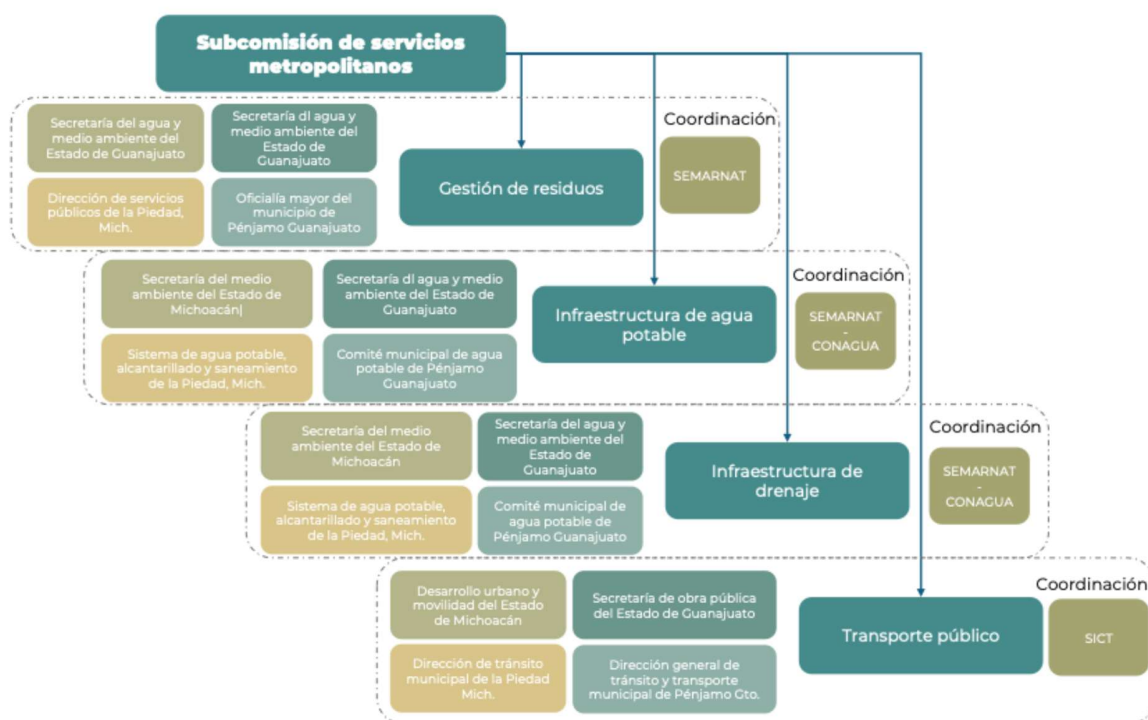 Subcomisión de servicios
metropolitanos
Secretaría del agua y
medio ambiente del
Estado de Guanajuato
Secretaría dl agua y
medio ambiente del
Estado de
Guanajuato
Dirección de servicios
públicos de la Piedad,
Mich.
Oficialía mayor del
municipio de
Pénjamo Guanajuato
Gestión de residuos
Coordinación
SEMARNAT
Secretaría del medio
ambiente del Estado de
Michoacán|
Secretaría dl agua y medio
ambiente del Estado de
Guanajuato
Sistema de agua potable,
alcantarillado y saneamiento
de la Piedad, Mich.
Comité municipal de agua
potable de Pénjamo
Guanajuato
Infraestructura de agua
potable
Coordinación
SEMARNAT
-
CONAGUA
Secretaría del medio
ambiente del Estado de
Michoacán
Secretaría del agua y
medio ambiente del
Estado de
Guanajuato
Sistema de agua potable,
alcantarillado y saneamiento
de la Piedad, Mich.
Comité municipal de
agua potable de
Pénjamo Guanajuato
Infraestructura de
drenaje
Coordinación
SEMARNAT
-
CONAGUA
Desarrollo urbano y
movilidad del Estado
de Michoacán
Secretaría de obra pública
del Estado de Guanajuato
Dirección de tránsito
municipal de la Piedad
Mich.
Dirección general de
tránsito y transporte
municipal de Pénjamo Gto.
Transporte público
Coordinación
SICT